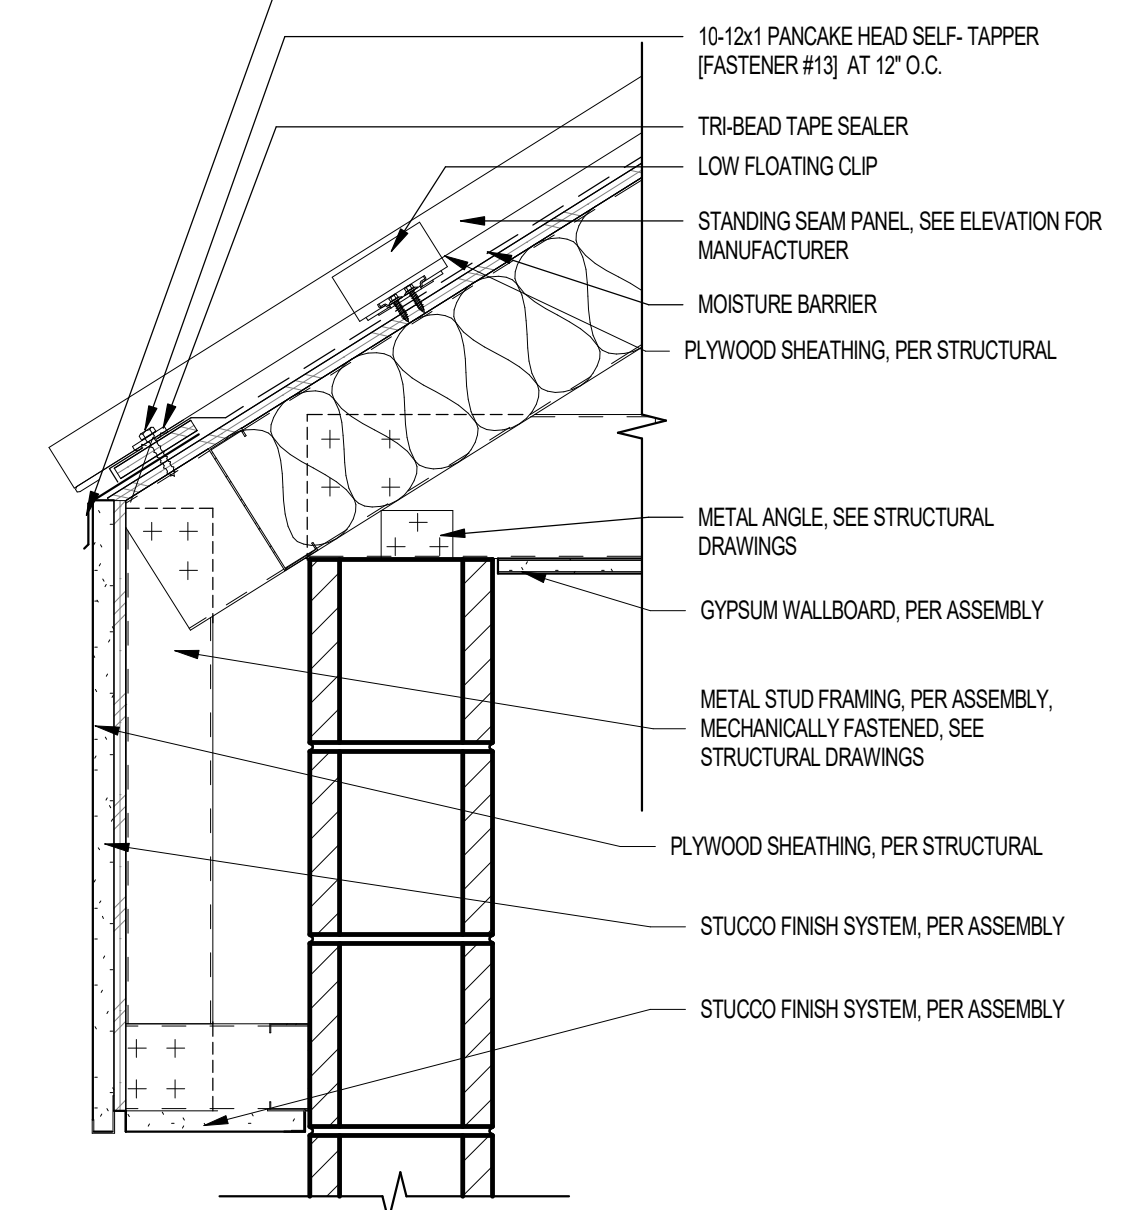 10-12x1 PANCAKE HEAD SELF- TAPPER
[FASTENER #13] AT 12" O.C.
TRI-BEAD TAPE SEALER
LOW FLOATING CLIP
STANDING SEAM PANEL, SEE ELEVATION FOR
MANUFACTURER
MOISTURE BARRIER
PLYWOOD SHEATHING, PER STRUCTURAL
METAL ANGLE, SEE STRUCTURAL
DRAWINGS
GYPSUM WALLBOARD, PER ASSEMBLY
METAL STUD FRAMING, PER ASSEMBLY,
MECHANICALLY FASTENED, SEE
STRUCTURAL DRAWINGS
PLYWOOD SHEATHING, PER STRUCTURAL
STUCCO FINISH SYSTEM, PER ASSEMBLY
STUCCO FINISH SYSTEM, PER ASSEMBLY